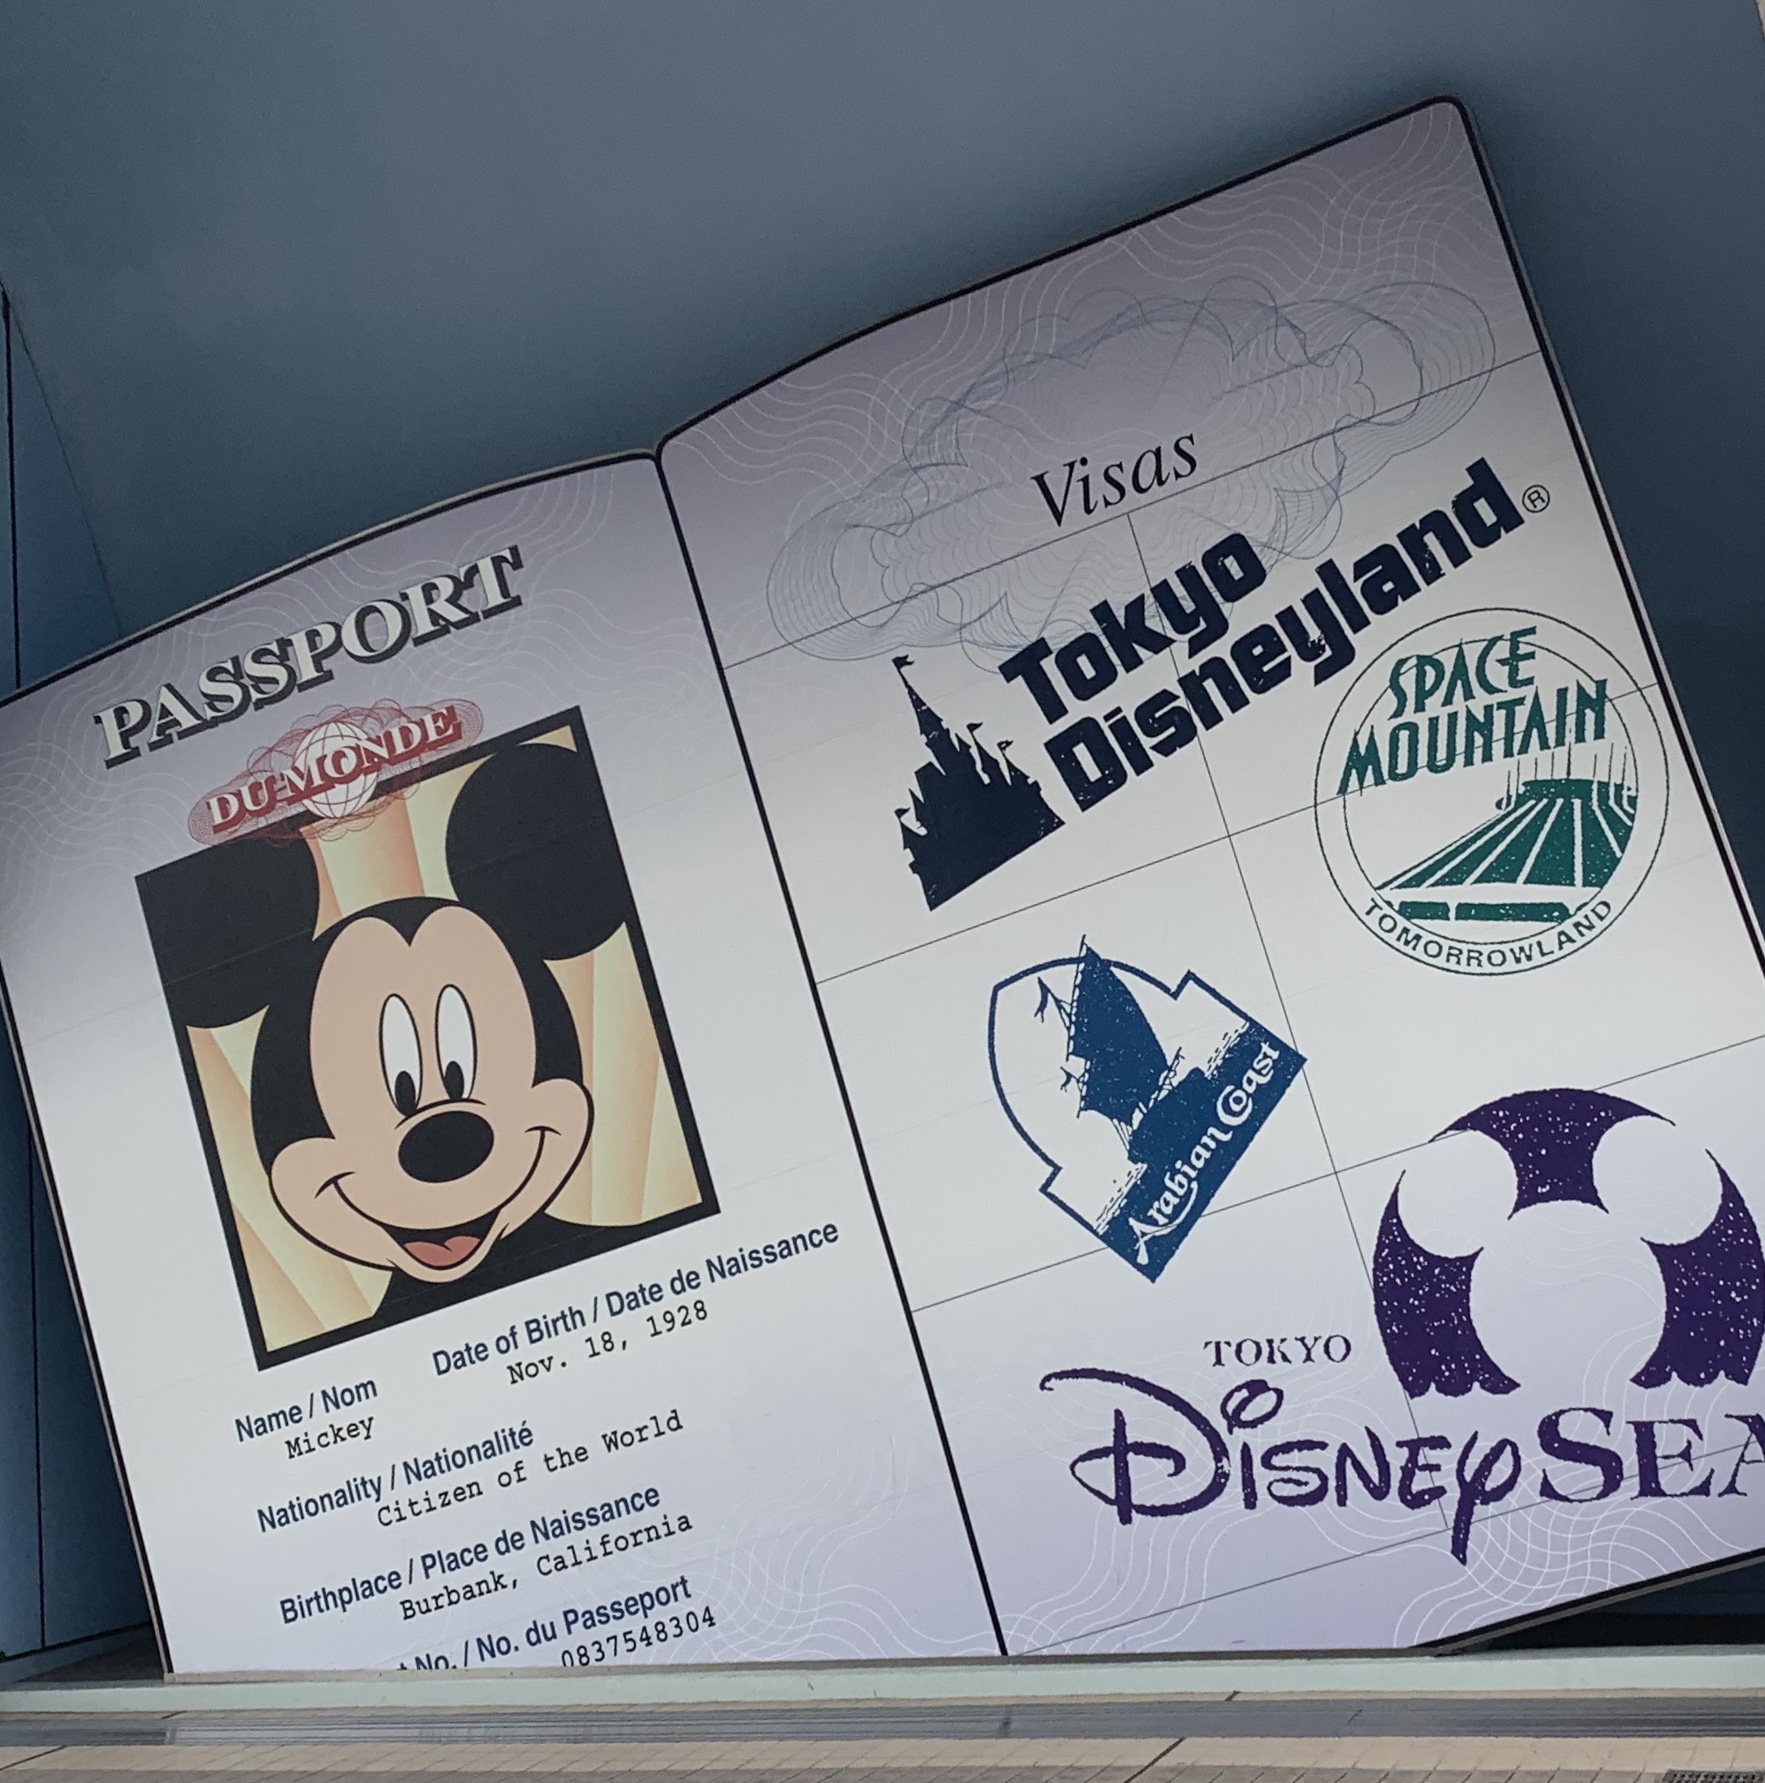 PASSPORT
DU MONDE
Name / Nom
Mickey
Date of Birth / Date de Naissance
Nov. 18, 1928
Nationality / Nationalité
Citizen of the World
Birthplace / Place de Naissance
Burbank, California
No. / No. du Passeport
0837548304
Visas
Tokyo
Disneyland®
SPACE
MOUNTAIN
TOMORROWLAND
Arabian Coast
TOKYO
DISNEY SEA